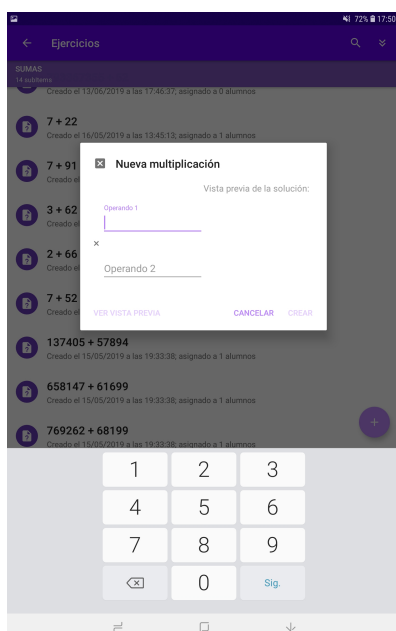 72% 17:50
Ejercicios
SUMAS
14 subitems
Creado el 13/06/2019 a las 17:46:37; asignado a 0 alumnos
7 + 22
Creado el 16/05/2019 a las 13:45:13; asignado a 1 alumnos
7 + 91
Creado el
3 + 62
Creado el
2 + 66
Creado el
7 + 52
Creado el
Nueva multiplicación
Vista previa de la solución:
Operando 1
×
Operando 2
VER VISTA PREVIA
CANCELAR CREAR
137405 + 57894
Creado el 15/05/2019 a las 19:33:38; asignado a 1 alumnos
658147 + 61699
Creado el 15/05/2019 a las 19:33:38; asignado a 1 alumnos
769262 + 68199
Creado el 15/05/2019 a las 19:33:38; asignado a 1 alumnos
+
1 2 3
4 5 6
7 8 9
0 Sig.